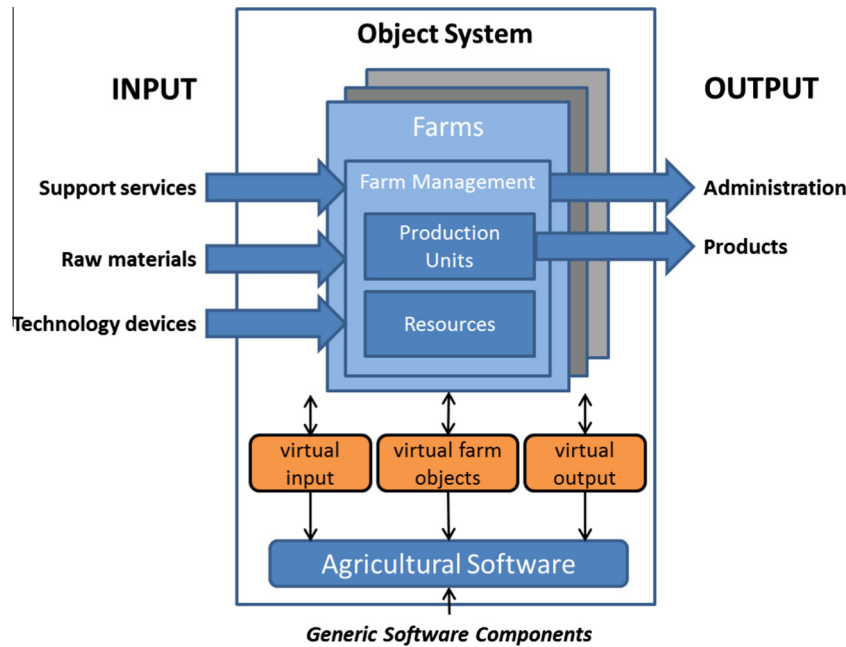 Object System
INPUT
OUTPUT
Farms
Support services
Farm Management
Administration
Production
Units
Products
Raw materials
Technology devices
Resources
virtual
input
virtual farm
objects
virtual
output
Agricultural Software
Generic Software Components